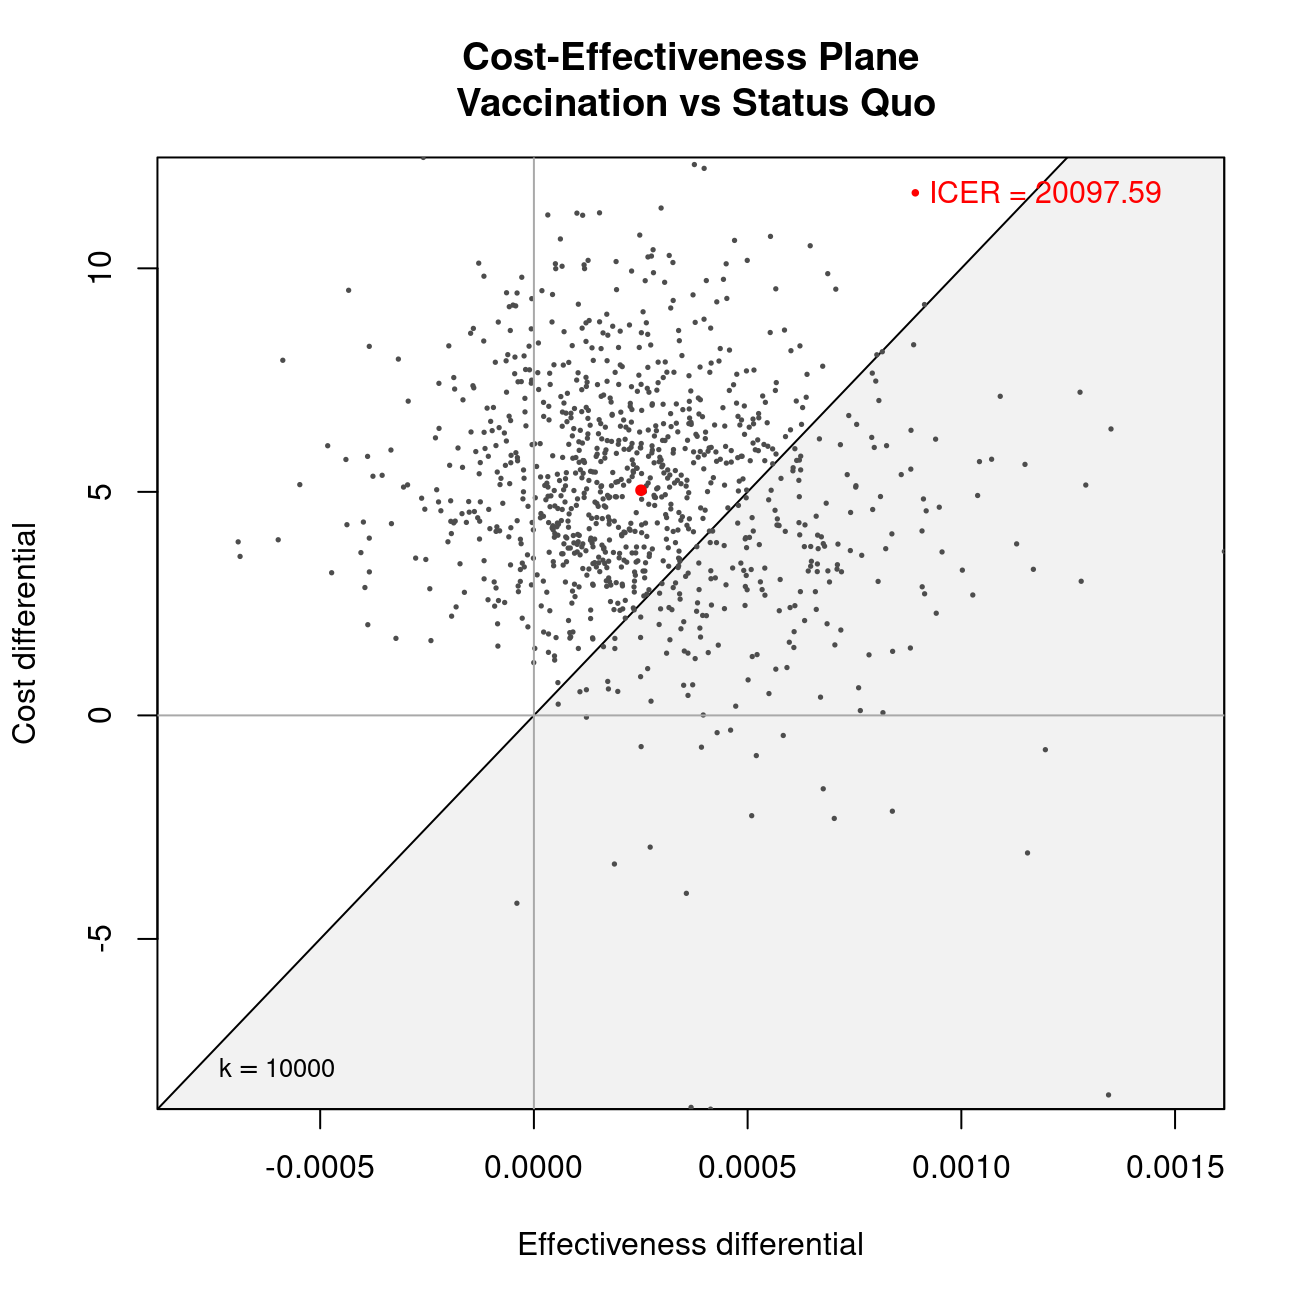 Cost-Effectiveness Plane
Vaccination vs Status Quo
ICER = 20097.59
10
5
0
-5
Cost differential
k = 10000
-0.0005 0.0000 0.0005 0.0010 0.0015
Effectiveness differential